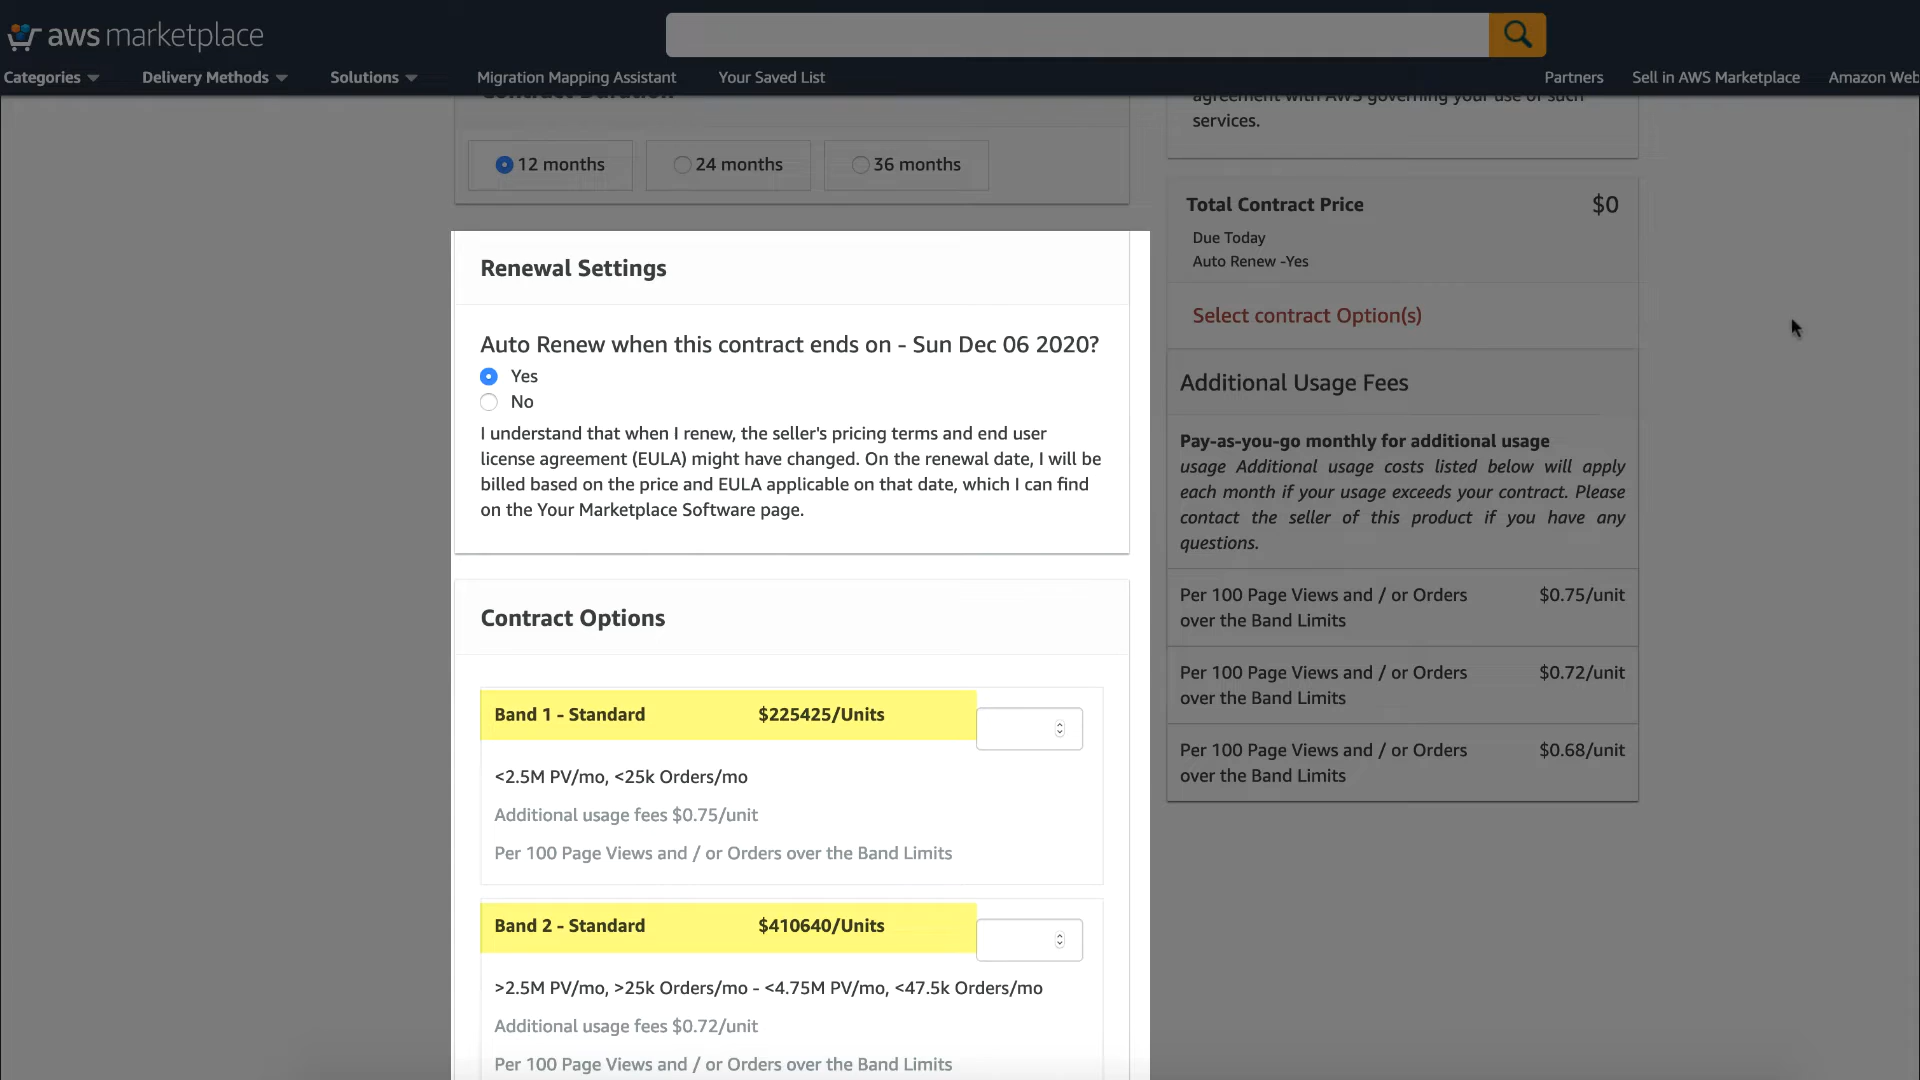 aws marketplace
Categories
Delivery Methods
Solutions
Migration Mapping Assistant
Your Saved List
Partners
Sell in AWS Marketplace
Amazon Web
Contract Duration
12 months
24 months
36 months
Renewal Settings
Auto Renew when this contract ends on - Sun Dec 06 2020?
Yes
No
I understand that when I renew, the seller's pricing terms and end user
license agreement (EULA) might have changed. On the renewal date, I will be
billed based on the price and EULA applicable on that date, which I can find
on the Your Marketplace Software page.
Contract Options
Band 1 - Standard $225425/Units
<2.5M PV/mo, <25k Orders/mo
Additional usage fees $0.75/unit
Per 100 Page Views and / or Orders over the Band Limits
Band 2 - Standard $410640/Units
>2.5M PV/mo, >25k Orders/mo - <4.75M PV/mo, <47.5k Orders/mo
Additional usage fees $0.72/unit
Per 100 Page Views and / or Orders over the Band Limits
agreement with AWS governing your use of such
services.
Total Contract Price $0
Due Today
Auto Renew -Yes
Select contract Option(s)
Additional Usage Fees
Pay-as-you-go monthly for additional usage
usage Additional usage costs listed below will apply
each month if your usage exceeds your contract. Please
contact the seller of this product if you have any
questions.
Per 100 Page Views and / or Orders $0.75/unit
over the Band Limits
Per 100 Page Views and / or Orders $0.72/unit
over the Band Limits
Per 100 Page Views and / or Orders $0.68/unit
over the Band Limits